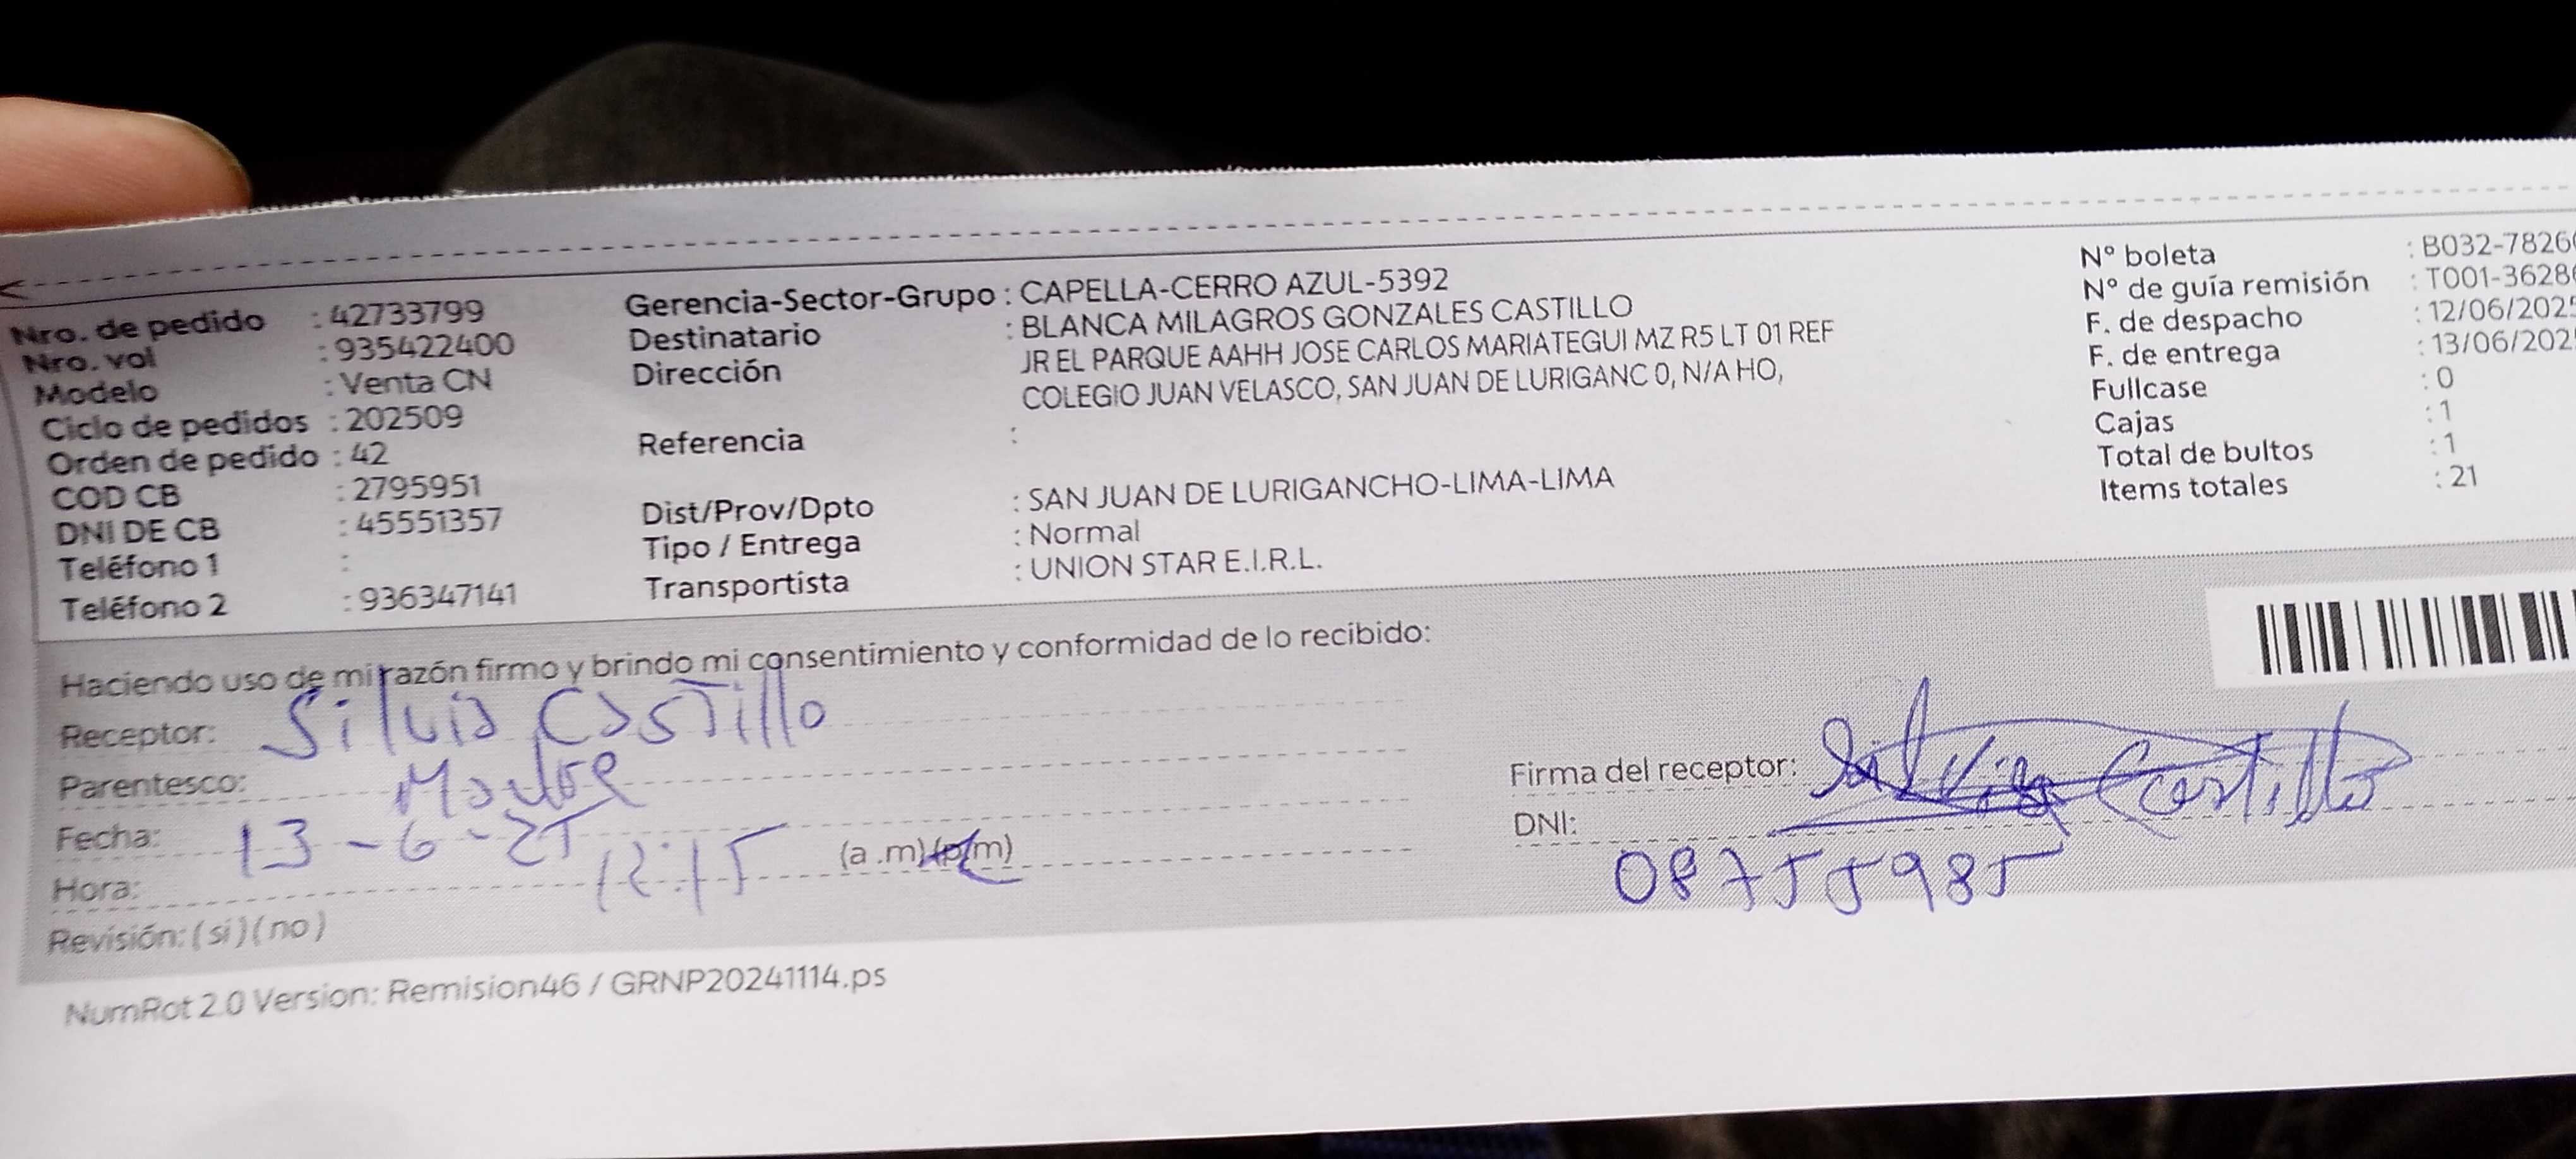 Nro. de pedido : 42733799
Nro. vol : 935422400
Modelo : Venta CN
Ciclo de pedidos : 202509
Orden de pedido : 42
COD CB : 2795951
DNI DE CB : 45551357
Teléfono 1 :
Teléfono 2 : 936347141
Gerencia-Sector-Grupo : CAPELLA-CERRO AZUL-5392
Destinatario : BLANCA MILAGROS GONZALES CASTILLO
Dirección JR EL PARQUE AAHH JOSE CARLOS MARIATEGUI MZ R5 LT 01 REF
COLEGIO JUAN VELASCO, SAN JUAN DE LURIGANC 0, N/A HO,
Referencia :
Dist/Prov/Dpto : SAN JUAN DE LURIGANCHO-LIMA-LIMA
Tipo / Entrega : Normal
Transportista : UNION STAR E.I.R.L.
Nº boleta : B032-7826
Nº de guía remisión : T001-3628
F. de despacho : 12/06/2025
F. de entrega : 13/06/202
Fullcase : 0
Cajas : 1
Total de bultos : 1
Items totales : 21
Haciendo uso de mi razón firmo y brindo mi consentimiento y conformidad de lo recibido:
Receptor: Silvia Castillo
Parentesco: Madre
Fecha: 13-6-25
Hora: 12:15 (a .m) (p.m)
Revisión: (si) (no)
Firma del receptor: Silvia Castillo
DNI: 08755985
NumRot 2.0 Version: Remision46 / GRNP20241114.ps